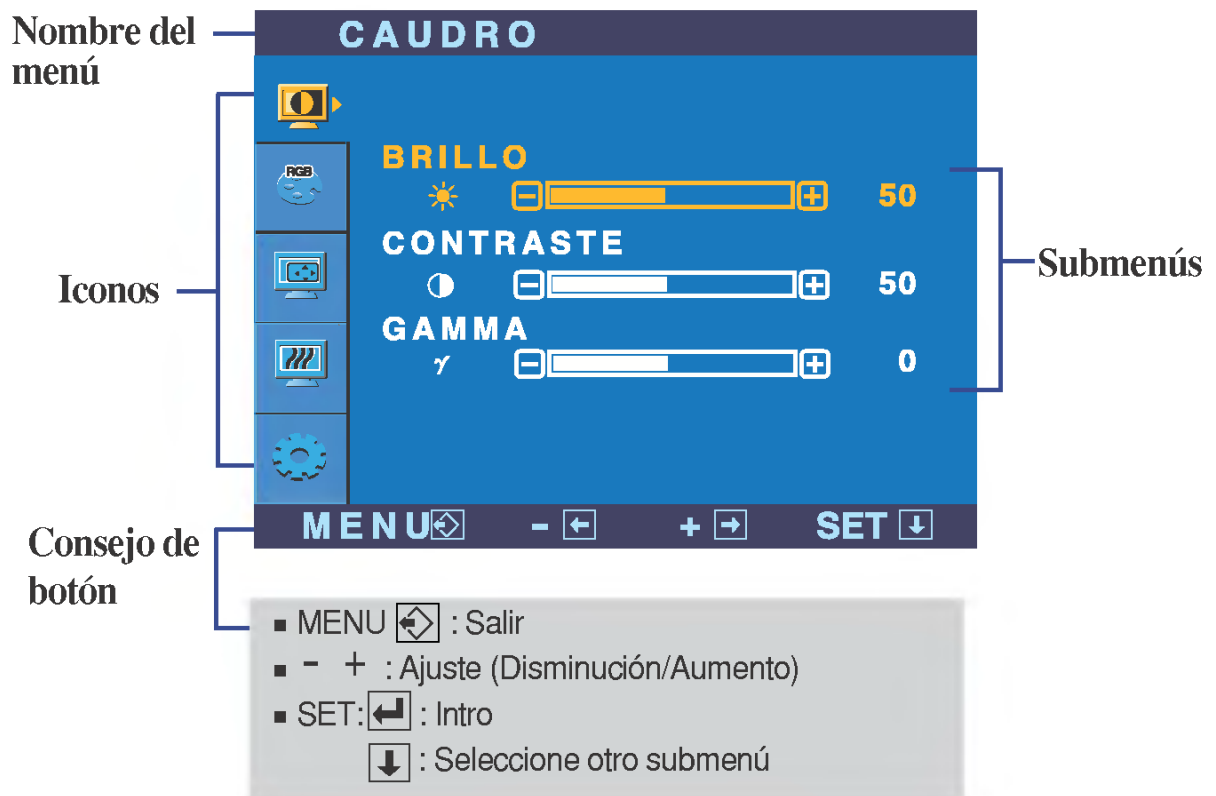 Nombre del
menú
CAUDRO
RGB
BRILLO
50
CONTRASTE
50
GAMMA
γ
0
Iconos
Submenús
MENU - + SET
Consejo de
botón
▪ MENU : Salir
▪ - + : Ajuste (Disminución/Aumento)
▪ SET: : Intro
: Seleccione otro submenú